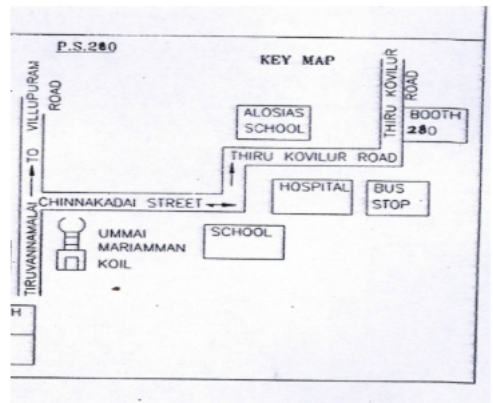 P.S.280
KEY MAP
TO VILLUPURAM
ROAD
THIRU KOVILUR
ROAD
ALOSIAS
SCHOOL
BOOTH
280
THIRU KOVILUR ROAD
HOSPITAL
BUS
STOP
CHINNAKADAI STREET
TIRUVANNAMALAI
UMMAI
MARIAMMAN
KOIL
SCHOOL
H